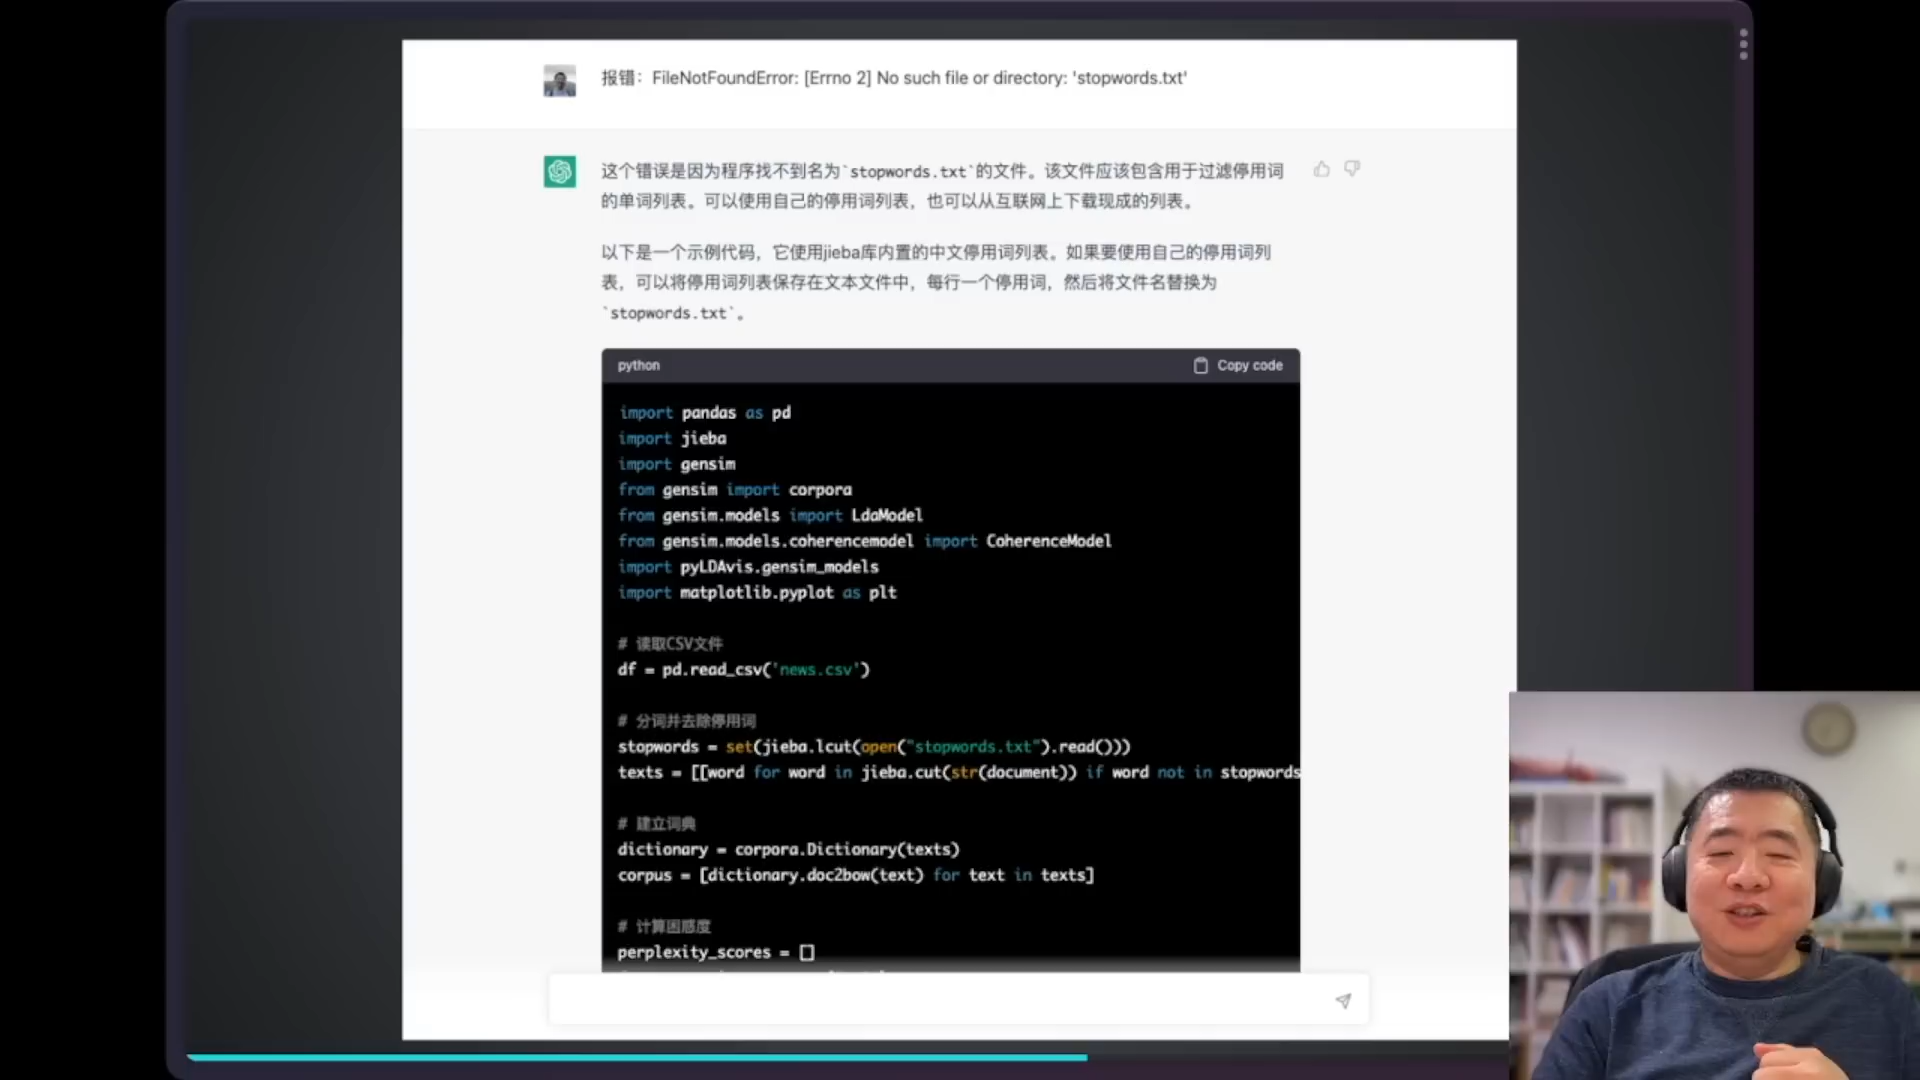 报错：FileNotFoundError: [Errno 2] No such file or directory: 'stopwords.txt'
这个错误是因为程序找不到名为`stopwords.txt`的文件。该文件应该包含用于过滤停用词
的单词列表。可以使用自己的停用词列表，也可以从互联网上下载现成的列表。
以下是一个示例代码，它使用jieba库内置的中文停用词列表。如果要使用自己的停用词列
表，可以将停用词列表保存在文本文件中，每行一个停用词，然后将文件名替换为
`stopwords.txt`。
python
Copy code
import pandas as pd
import jieba
import gensim
from gensim import corpora
from gensim.models import LdaModel
from gensim.models.coherencemodel import CoherenceModel
import pyLDAvis.gensim_models
import matplotlib.pyplot as plt
# 读取CSV文件
df = pd.read_csv('news.csv')
# 分词并去除停用词
stopwords = set(jieba.lcut(open("stopwords.txt").read()))
texts = [[word for word in jieba.cut(str(document)) if word not in stopwords
# 建立词典
dictionary = corpora.Dictionary(texts)
corpus = [dictionary.doc2bow(text) for text in texts]
# 计算困惑度
perplexity_scores = []